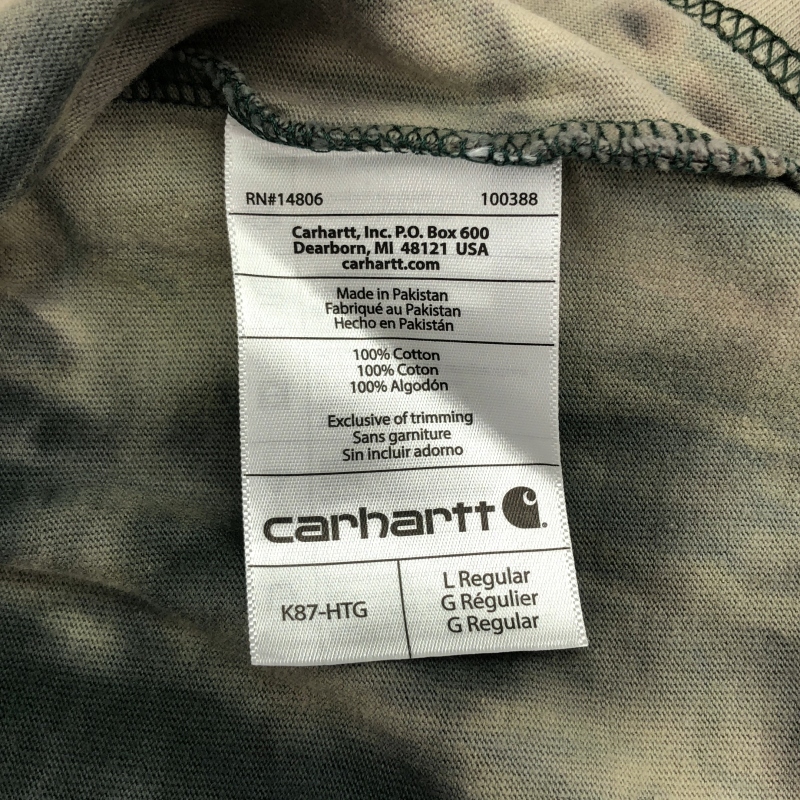 RN#14806 100388
Carhartt, Inc. P.O. Box 600
Dearborn, MI 48121 USA
carhartt.com
Made in Pakistan
Fabriqué au Pakistan
Hecho en Pakistán
100% Cotton
100% Coton
100% Algodón
Exclusive of trimming
Sans garniture
Sin incluir adorno
carhartt
K87-HTG
L Regular
G Régulier
G Regular